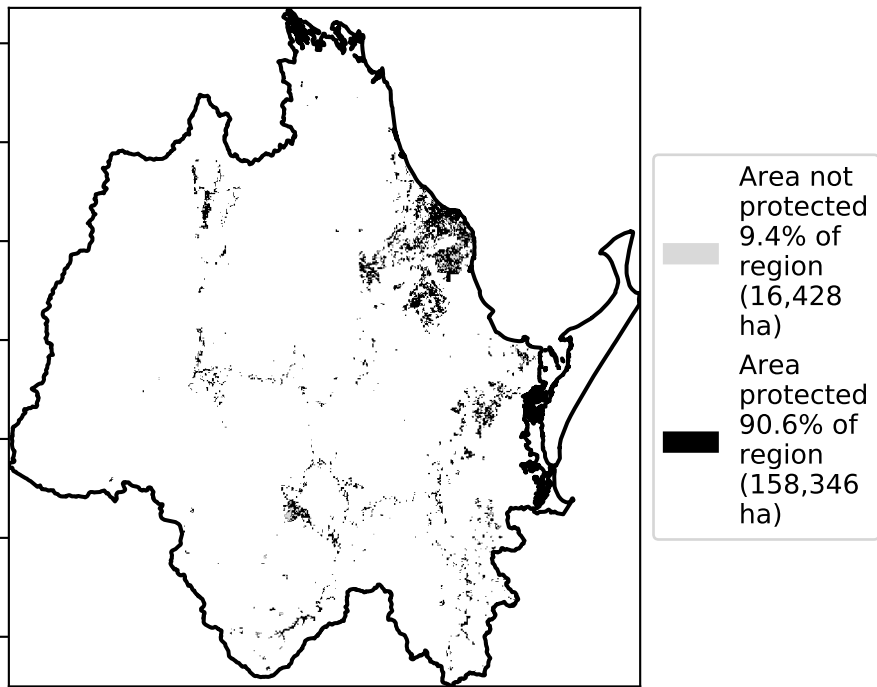 Area not
protected
9.4% of
region
(16,428
ha)
Area
protected
90.6% of
region
(158,346
ha)